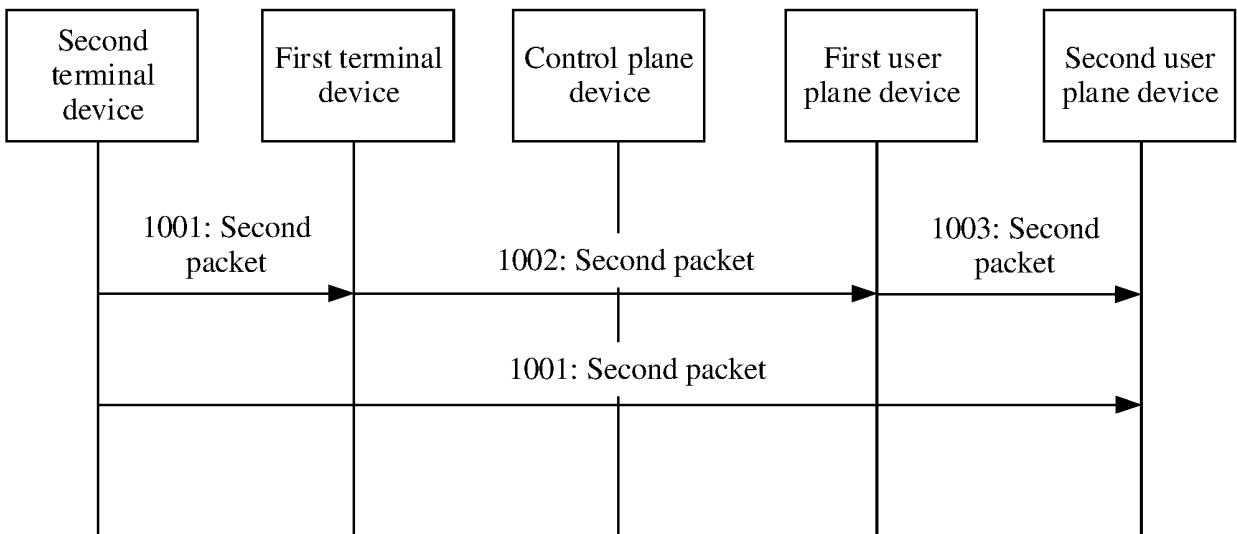 Second
terminal
device
First terminal
device
Control plane
device
First user
plane device
Second user
plane device
1001: Second
packet
1002: Second packet
1003: Second
packet
1001: Second packet